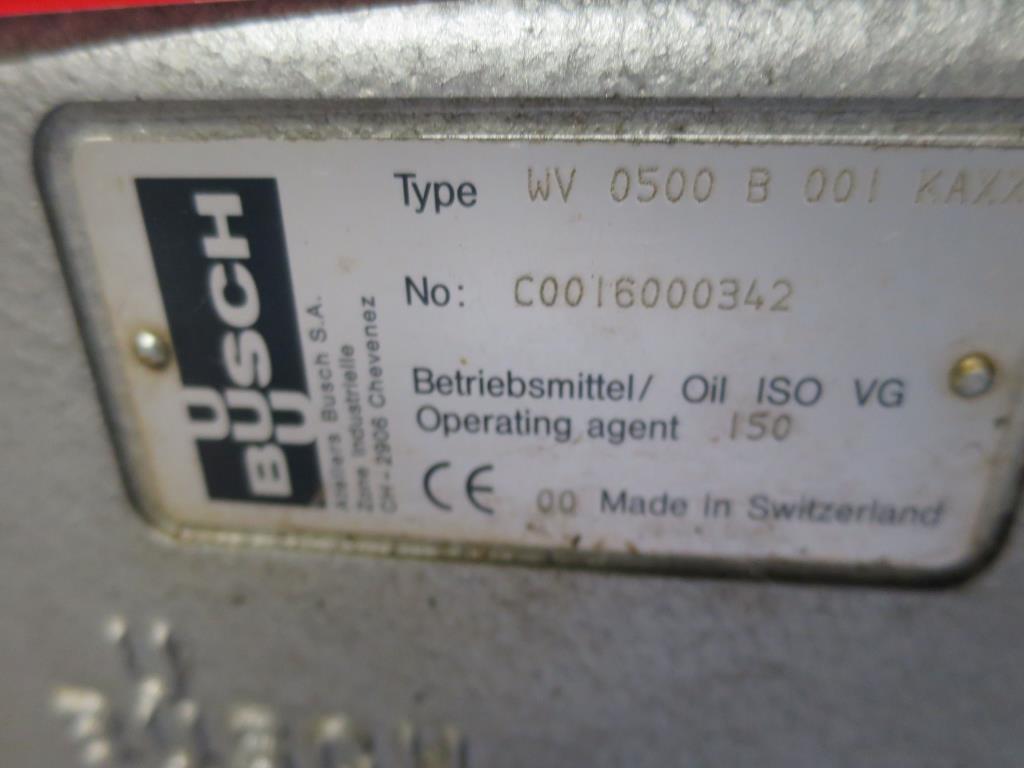 BUSCH
Ateliers Busch S.A.
Zone Industrielle
CH-2906 Chevenez
Type WV 0500 B 001 KAXX
No: C0016000342
Betriebsmittel/ Oil ISO VG
Operating agent 150
CE 00 Made in Switzerland